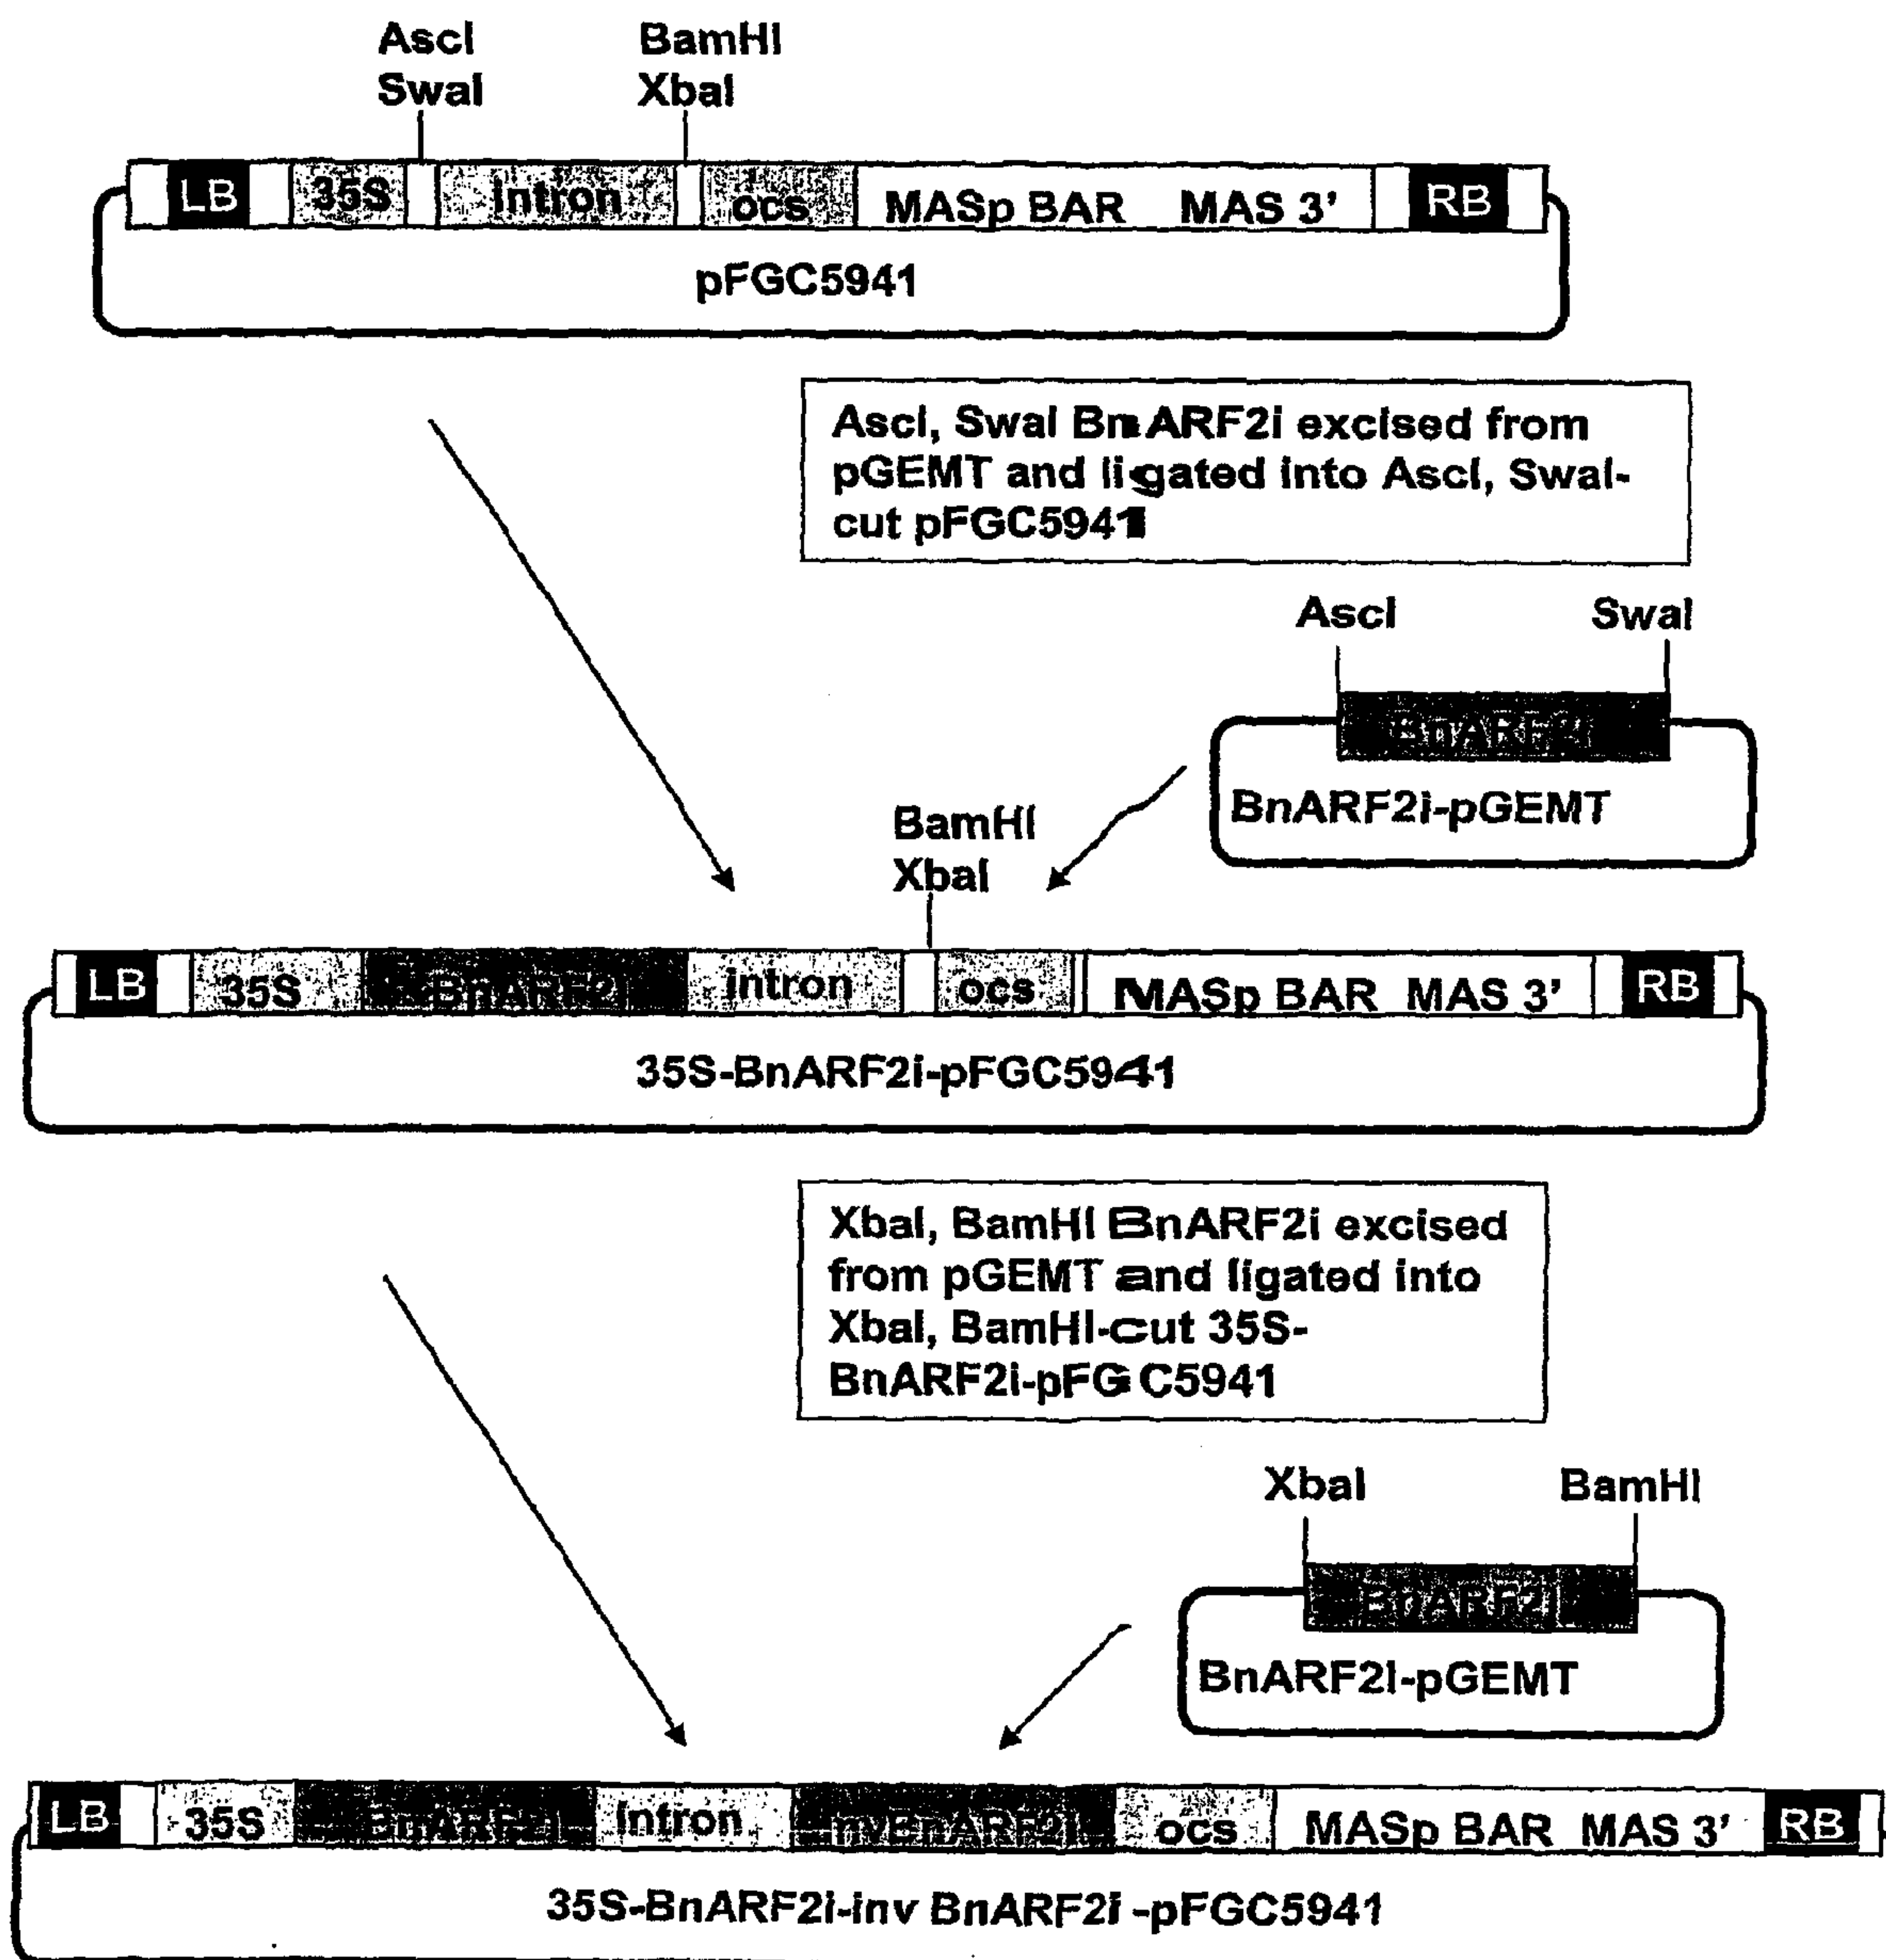 AscI
SwaI
BamHI
XbaI
LB 35S intron ocs MASp BAR MAS 3' RB
pFGC5941
AscI, SwaI BnARF2i excised from
pGEMT and ligated into AscI, SwaI-
cut pFGC5941
AscI SwaI
BnARF2i
BnARF2i-pGEMT
BamHI
XbaI
LB 35S BnARF2i intron ocs MASp BAR MAS 3' RB
35S-BnARF2i-pFGC5941
XbaI, BamHI BnARF2i excised
from pGEMT and ligated into
XbaI, BamHI-cut 35S-
BnARF2i-pFGC5941
XbaI BamHI
BnARF2i
BnARF2i-pGEMT
LB 35S BnARF2i Intron invBnARF2i ocs MASp BAR MAS 3' RB
35S-BnARF2i-inv BnARF2i -pFGC5941